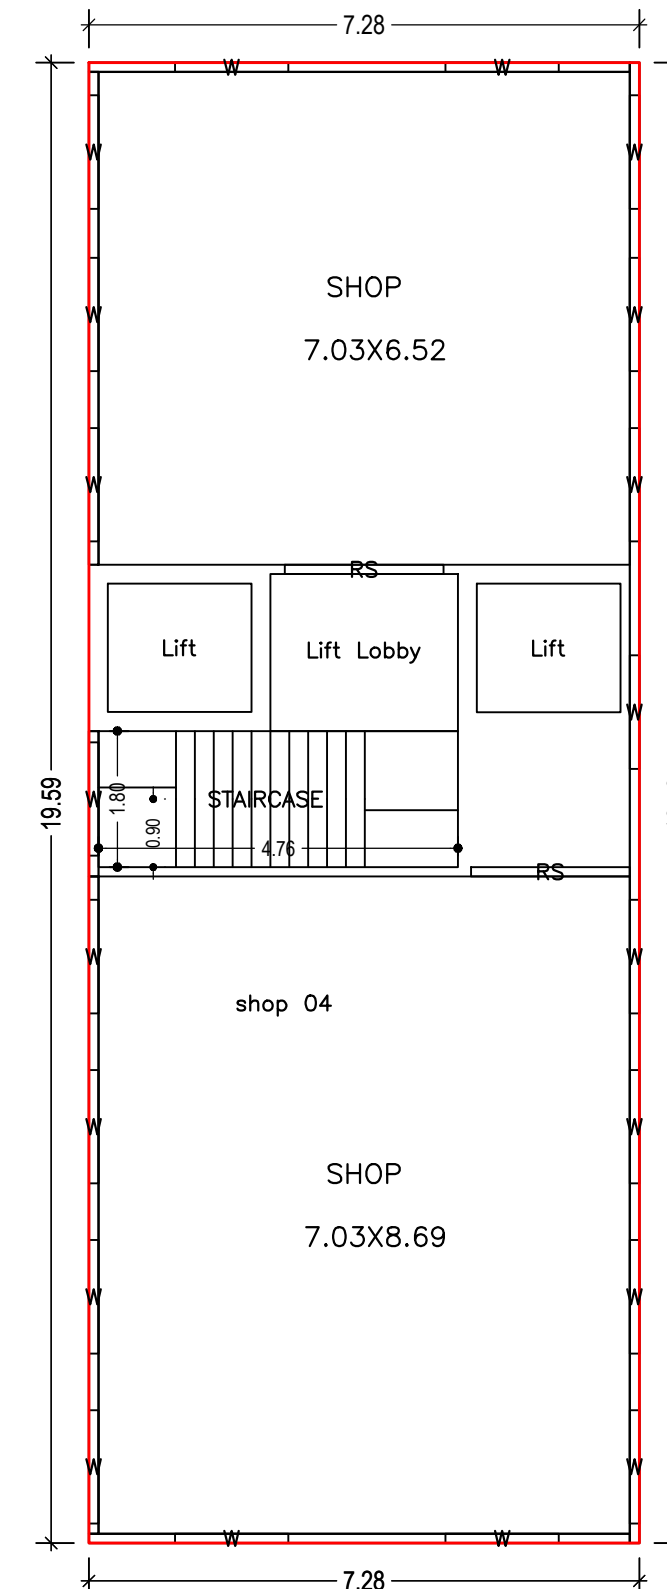 7.28
W W
W W
SHOP
W W
7.03X6.52
W W
RS
Lift Lift Lobby Lift
W
19.59
1.80
W
STAIRCASE
0.90
4.76
RS
W W
shop 04
W W
SHOP
7.03X8.69
W W
W W
W W
7.28